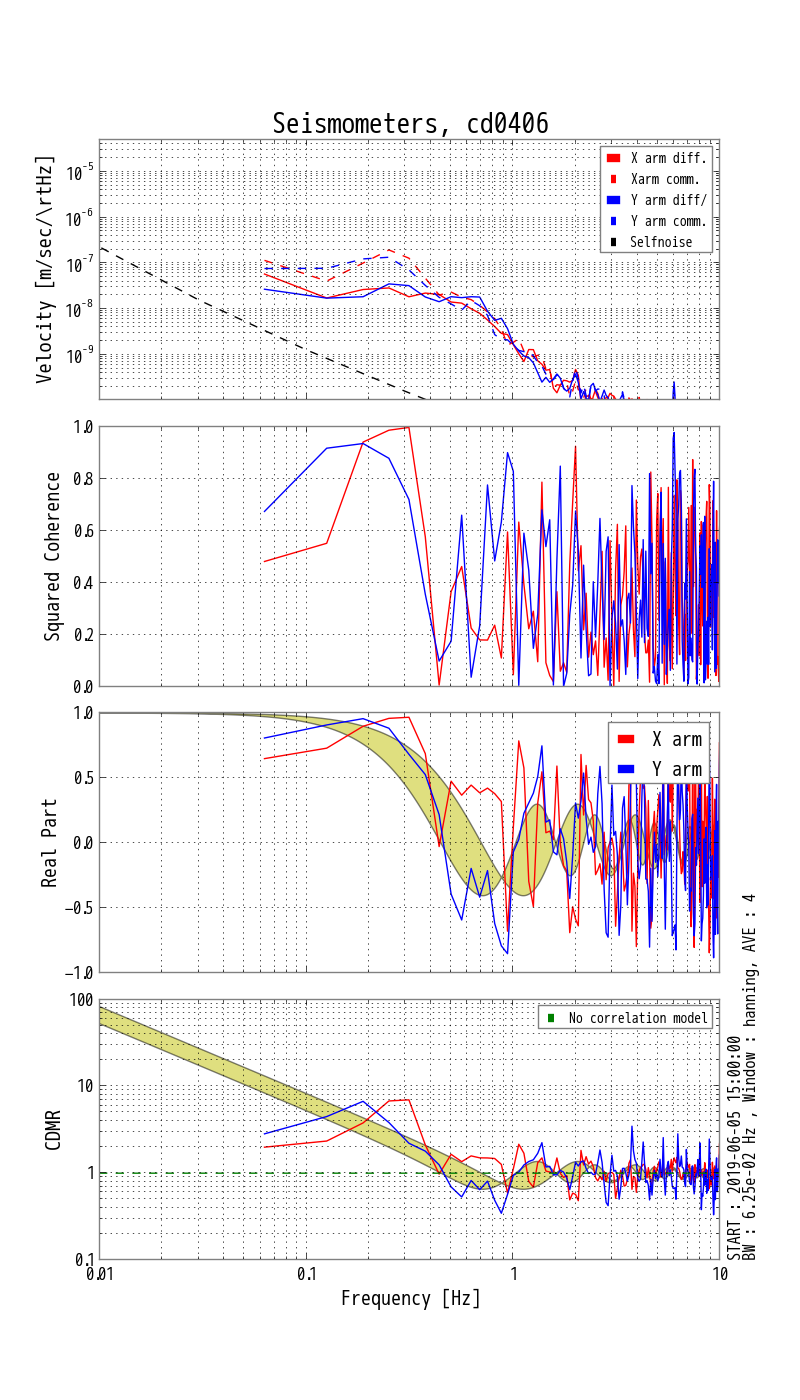 Seismometers, cd0406
Velocity [m/sec/\rtHz]
10^-5
10^-6
10^-7
10^-8
10^-9
X arm diff.
Xarm comm.
Y arm diff/
Y arm comm.
Selfnoise
Squared Coherence
1.0
0.8
0.6
0.4
0.2
0.0
Real Part
1.0
0.5
0.0
−0.5
−1.0
X arm
Y arm
CDMR
100
10
1
0.1
No correlation model
0.01
0.1
1
10
Frequency [Hz]
START : 2019-06-05 15:00:00
BW : 6.25e-02 Hz , Window : hanning, AVE : 4